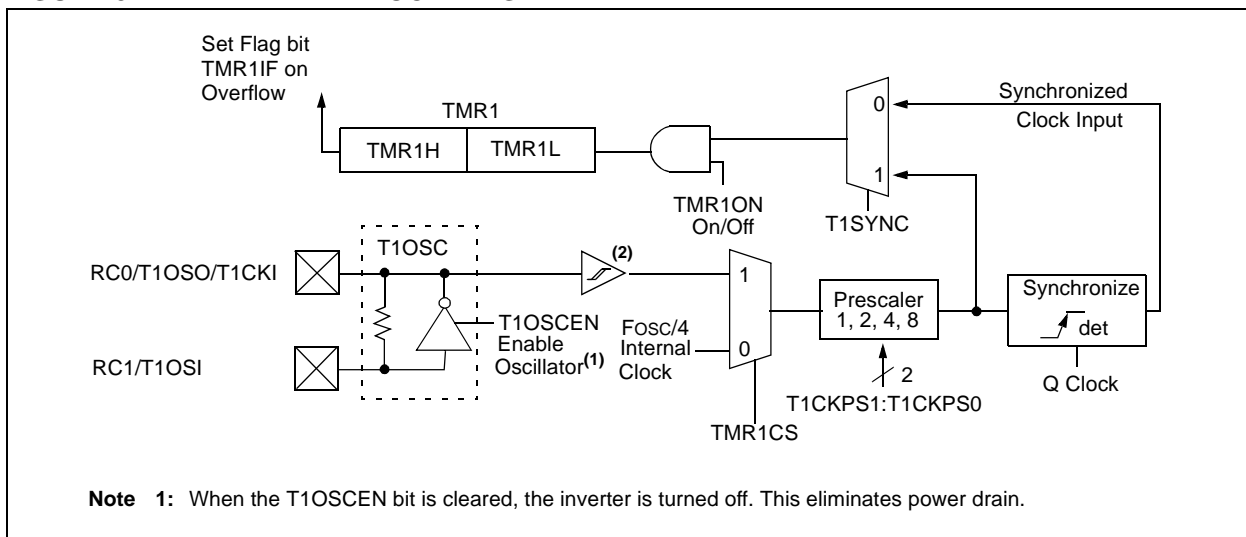 Set Flag bit
TMR1IF on
Overflow
TMR1
TMR1H
TMR1L
TMR1ON
On/Off
0
1
T1SYNC
Synchronized
Clock Input
RC0/T1OSO/T1CKI
RC1/T1OSI
T1OSC
T1OSCEN
Enable
Oscillator(1)
(2)
FOSC/4
Internal
Clock
1
0
TMR1CS
Prescaler
1, 2, 4, 8
2
T1CKPS1:T1CKPS0
Synchronize
det
Q Clock
Note 1: When the T1OSCEN bit is cleared, the inverter is turned off. This eliminates power drain.